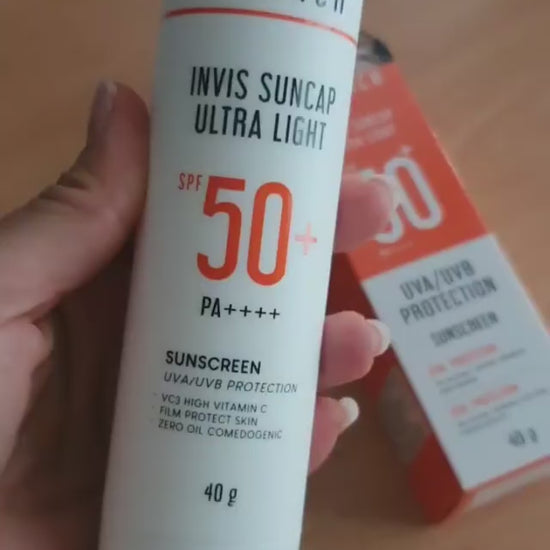 INVIS SUNCAP
ULTRA LIGHT
SPF 50+
PA++++
SUNSCREEN
UVA/UVB PROTECTION
· VC3 HIGH VITAMIN C
· FILM PROTECT SKIN
· ZERO OIL COMEDOGENIC
40 g
50+
UVA/UVB
PROTECTION
SUNSCREEN
40 g